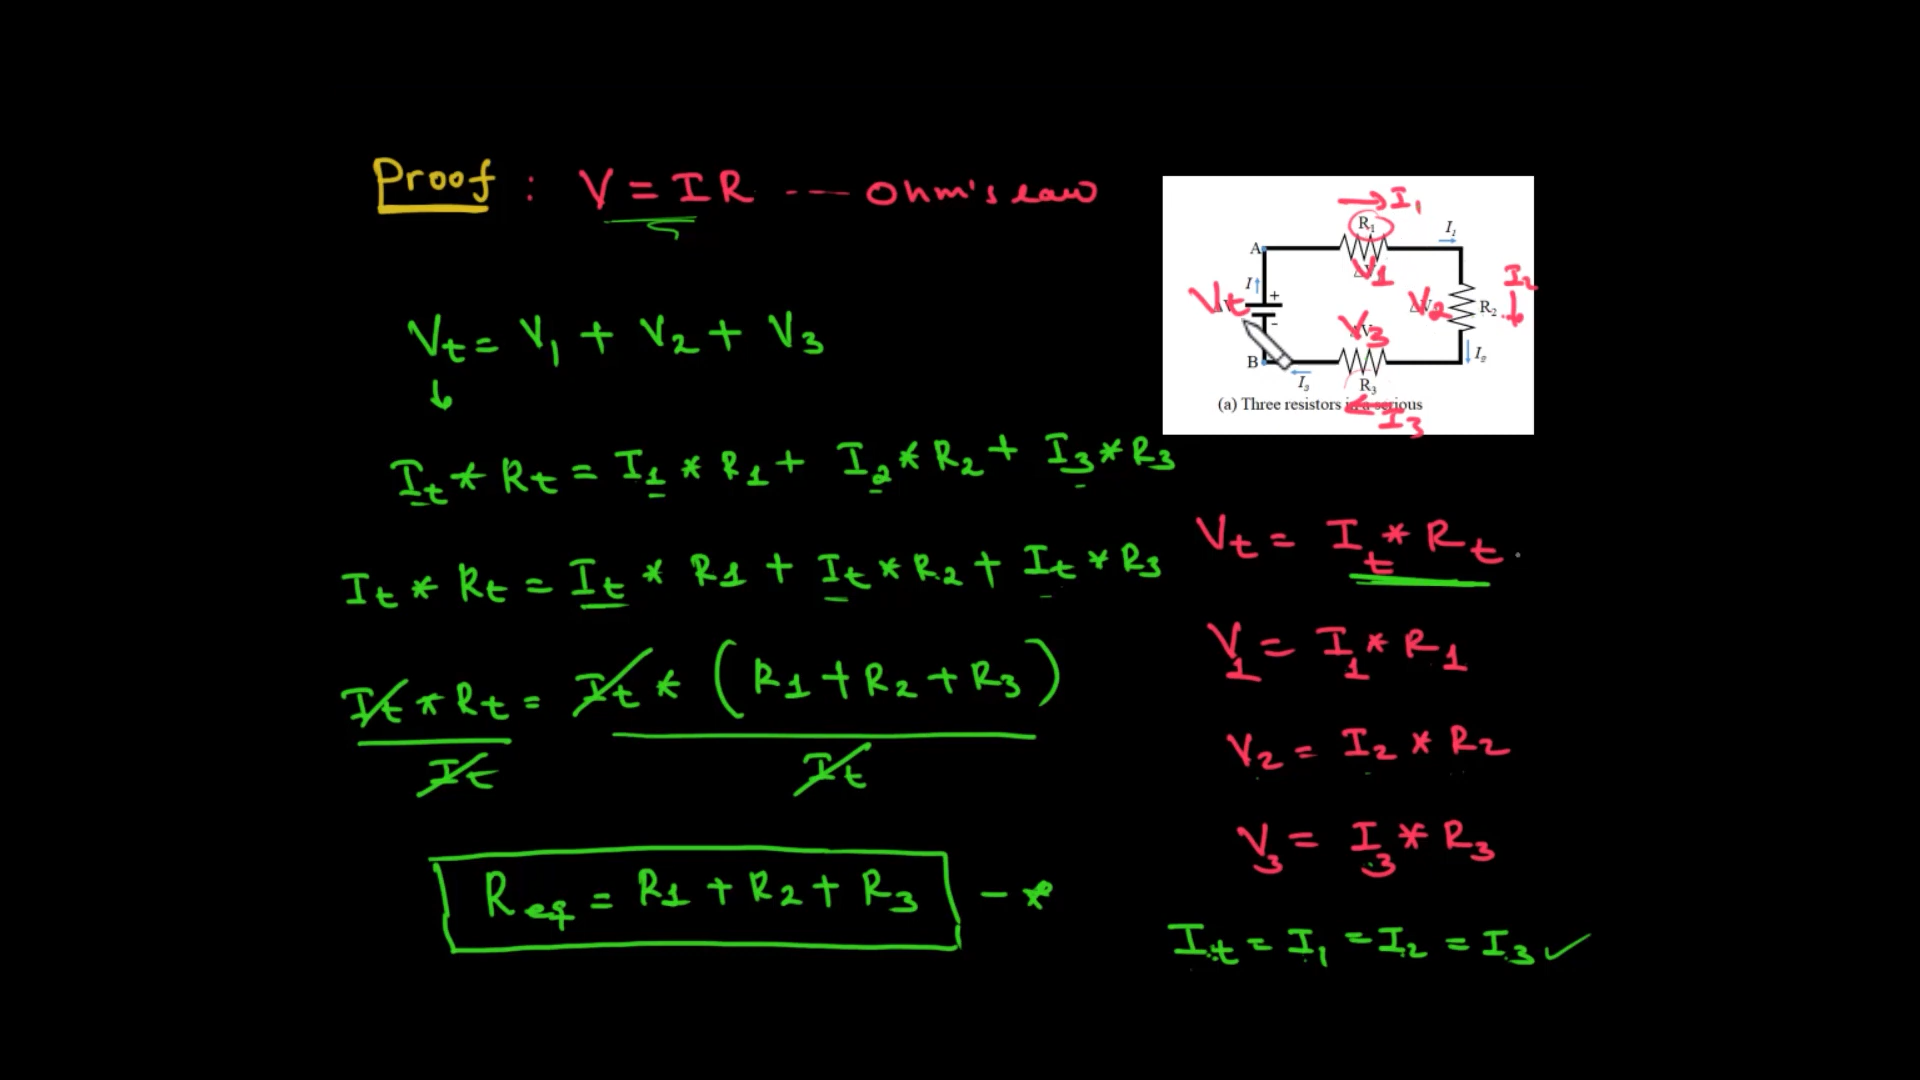 Proof : V = IR --- Ohm's law
Vt = V1 + V2 + V3
It * Rt = I1 * R1 + I2 * R2 + I3 * R3
It * Rt = It * R1 + It * R2 + It * R3
It * Rt = It * (R1 + R2 + R3)
It It
Req = R1 + R2 + R3 - *
I1
R1
I1
A
V1
I
+
Vt
-
V2
R2
I2
V3
B
I2
I3
R3
(a) Three resistors in a serious
I3
Vt = It * Rt
V1 = I1 * R1
V2 = I2 * R2
V3 = I3 * R3
It = I1 = I2 = I3 ✓